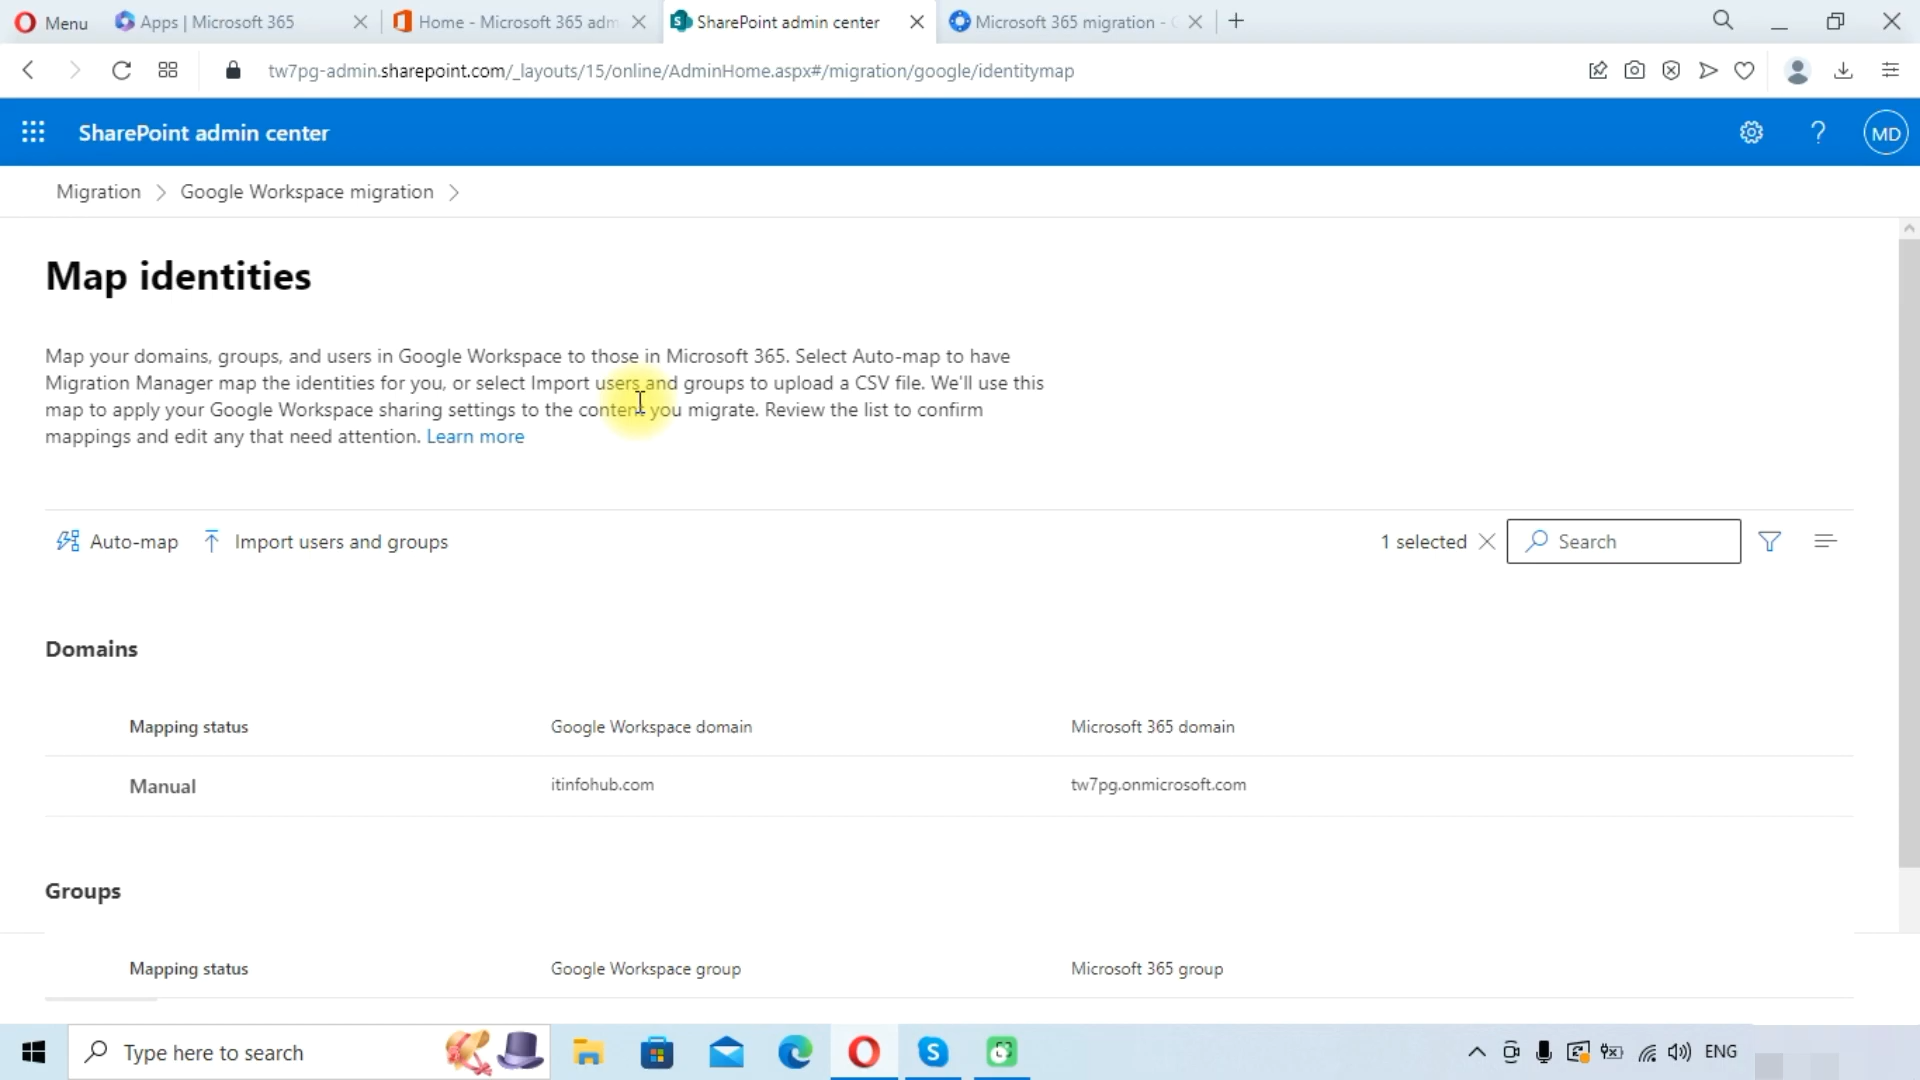 Menu
Apps | Microsoft 365
Home - Microsoft 365 adm
SharePoint admin center
Microsoft 365 migration -
tw7pg-admin.sharepoint.com/_layouts/15/online/AdminHome.aspx#/migration/google/identitymap
SharePoint admin center
MD
Migration
Google Workspace migration
Map identities
Map your domains, groups, and users in Google Workspace to those in Microsoft 365. Select Auto-map to have
Migration Manager map the identities for you, or select Import users and groups to upload a CSV file. We'll use this
map to apply your Google Workspace sharing settings to the content you migrate. Review the list to confirm
mappings and edit any that need attention. Learn more
Auto-map
Import users and groups
1 selected
Search
Domains
Mapping status Google Workspace domain Microsoft 365 domain
Manual itinfohub.com tw7pg.onmicrosoft.com
Groups
Mapping status Google Workspace group Microsoft 365 group
Type here to search
ENG